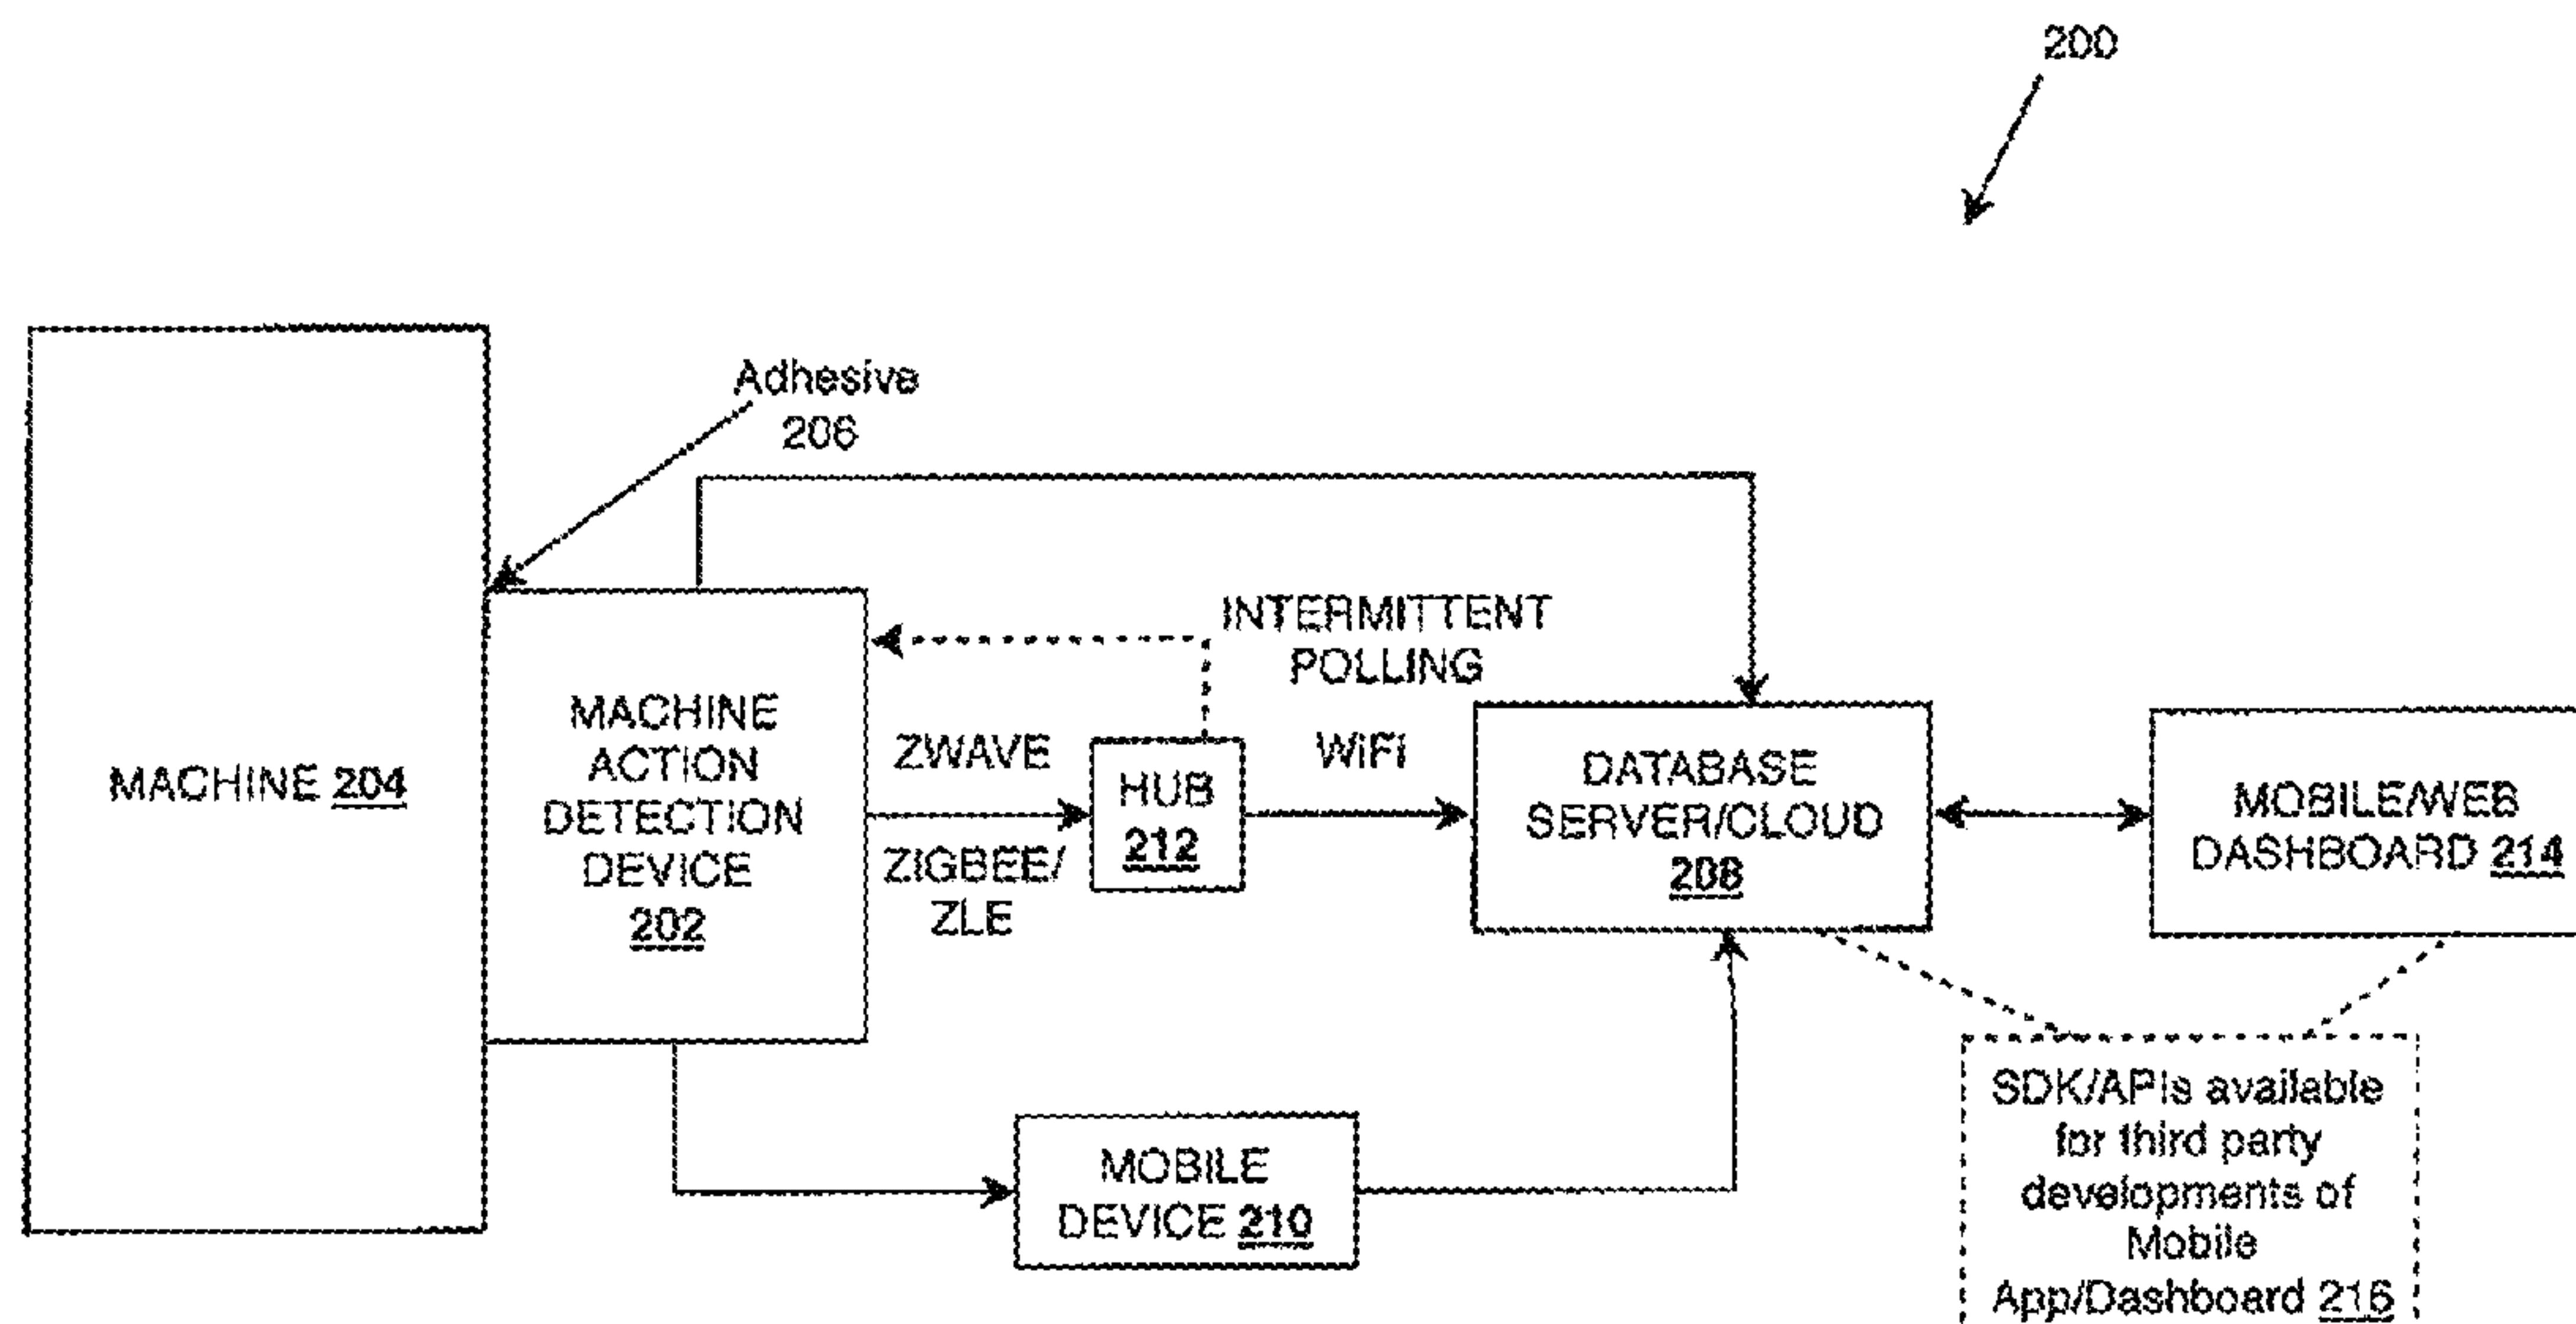 200
Adhesive
206
INTERMITTENT
POLLING
MACHINE 204
MACHINE
ACTION
DETECTION
DEVICE
202
ZWAVE
ZIGBEE/
ZLE
HUB
212
WiFi
DATABASE
SERVER/CLOUD
208
MOBILE/WEB
DASHBOARD 214
MOBILE
DEVICE 210
SDK/APIs available
for third party
developments of
Mobile
App/Dashboard 216